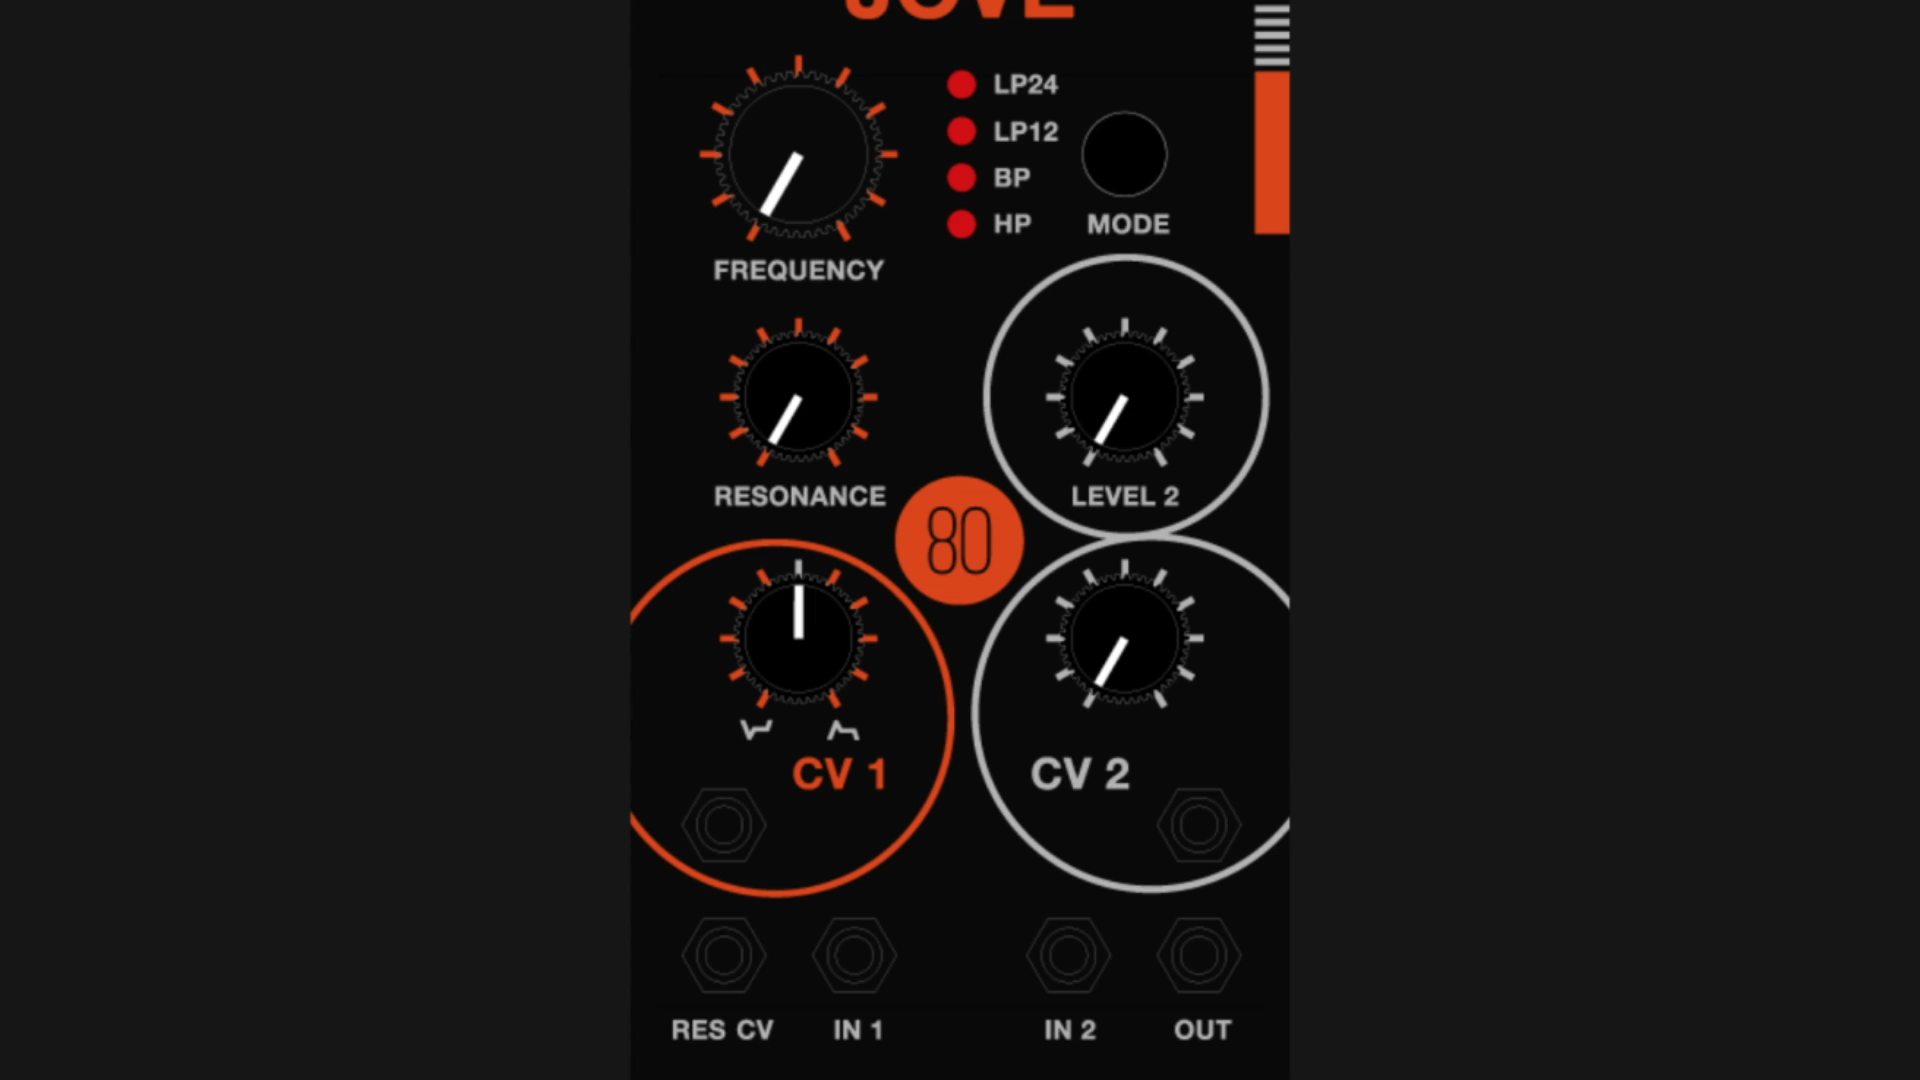 JOVE
LP24
LP12
BP
HP
MODE
FREQUENCY
RESONANCE
LEVEL 2
80
CV 1
CV 2
RES CV
IN 1
IN 2
OUT